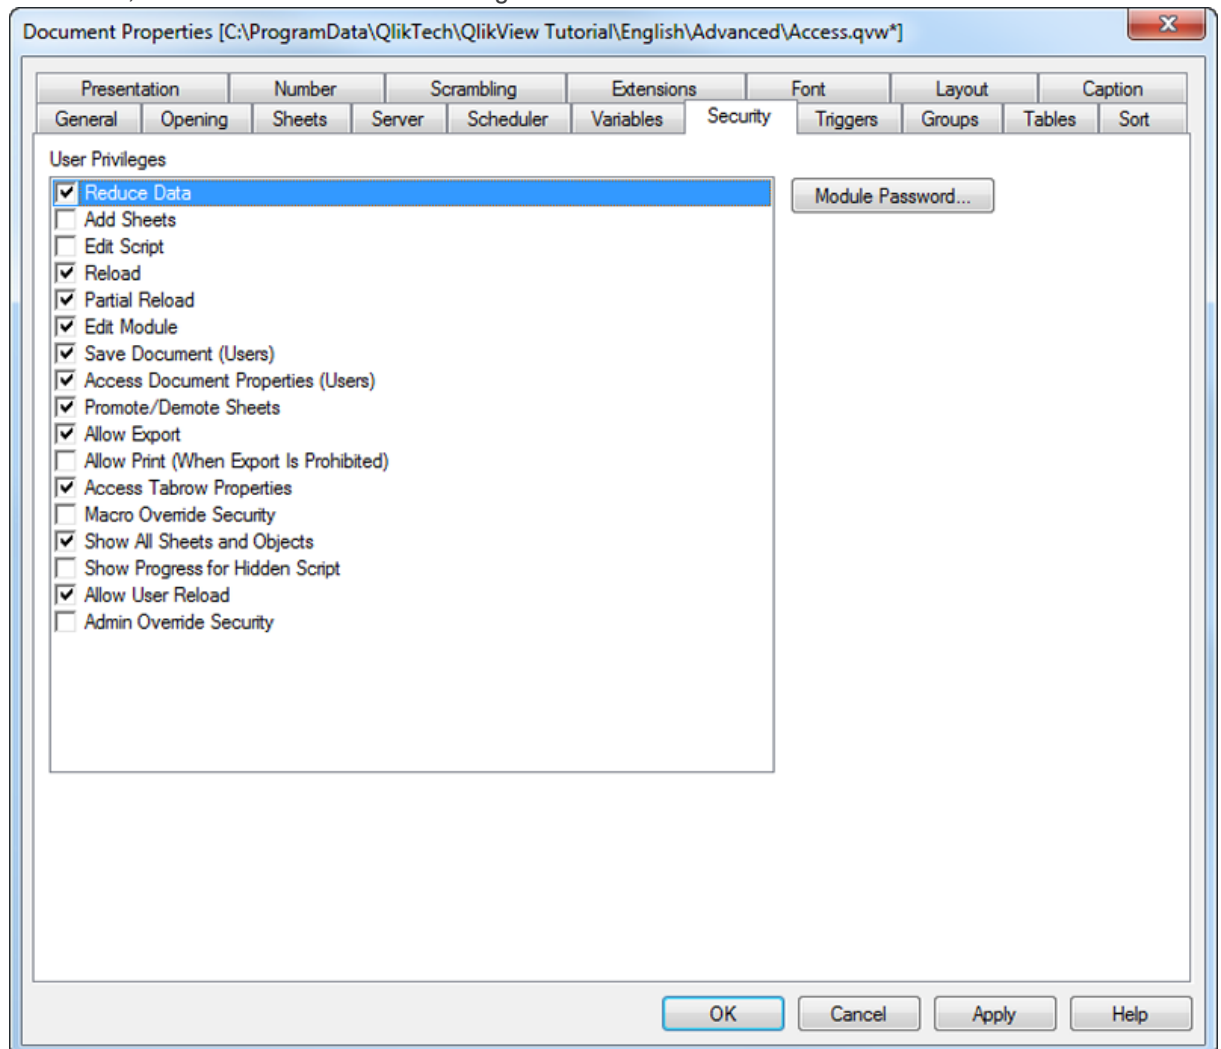 Document Properties [C:\ProgramData\QlikTech\QlikView Tutorial\English\Advanced\Access.qvw*]
Presentation Number Scrambling Extensions Font Layout Caption
General Opening Sheets Server Scheduler Variables Security Triggers Groups Tables Sort
User Privileges
Reduce Data
Module Password...
Add Sheets
Edit Script
Reload
Partial Reload
Edit Module
Save Document (Users)
Access Document Properties (Users)
Promote/Demote Sheets
Allow Export
Allow Print (When Export Is Prohibited)
Access Tabrow Properties
Macro Override Security
Show All Sheets and Objects
Show Progress for Hidden Script
Allow User Reload
Admin Override Security
OK Cancel Apply Help